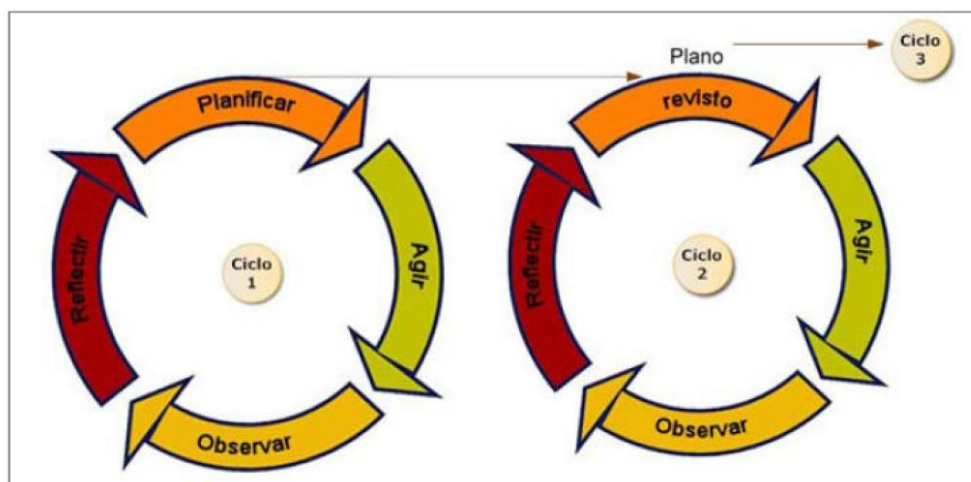 Planificar
Agir
Observar
Reflectir
Ciclo
1
Plano
revisto
Agir
Observar
Reflectir
Ciclo
2
Ciclo
3